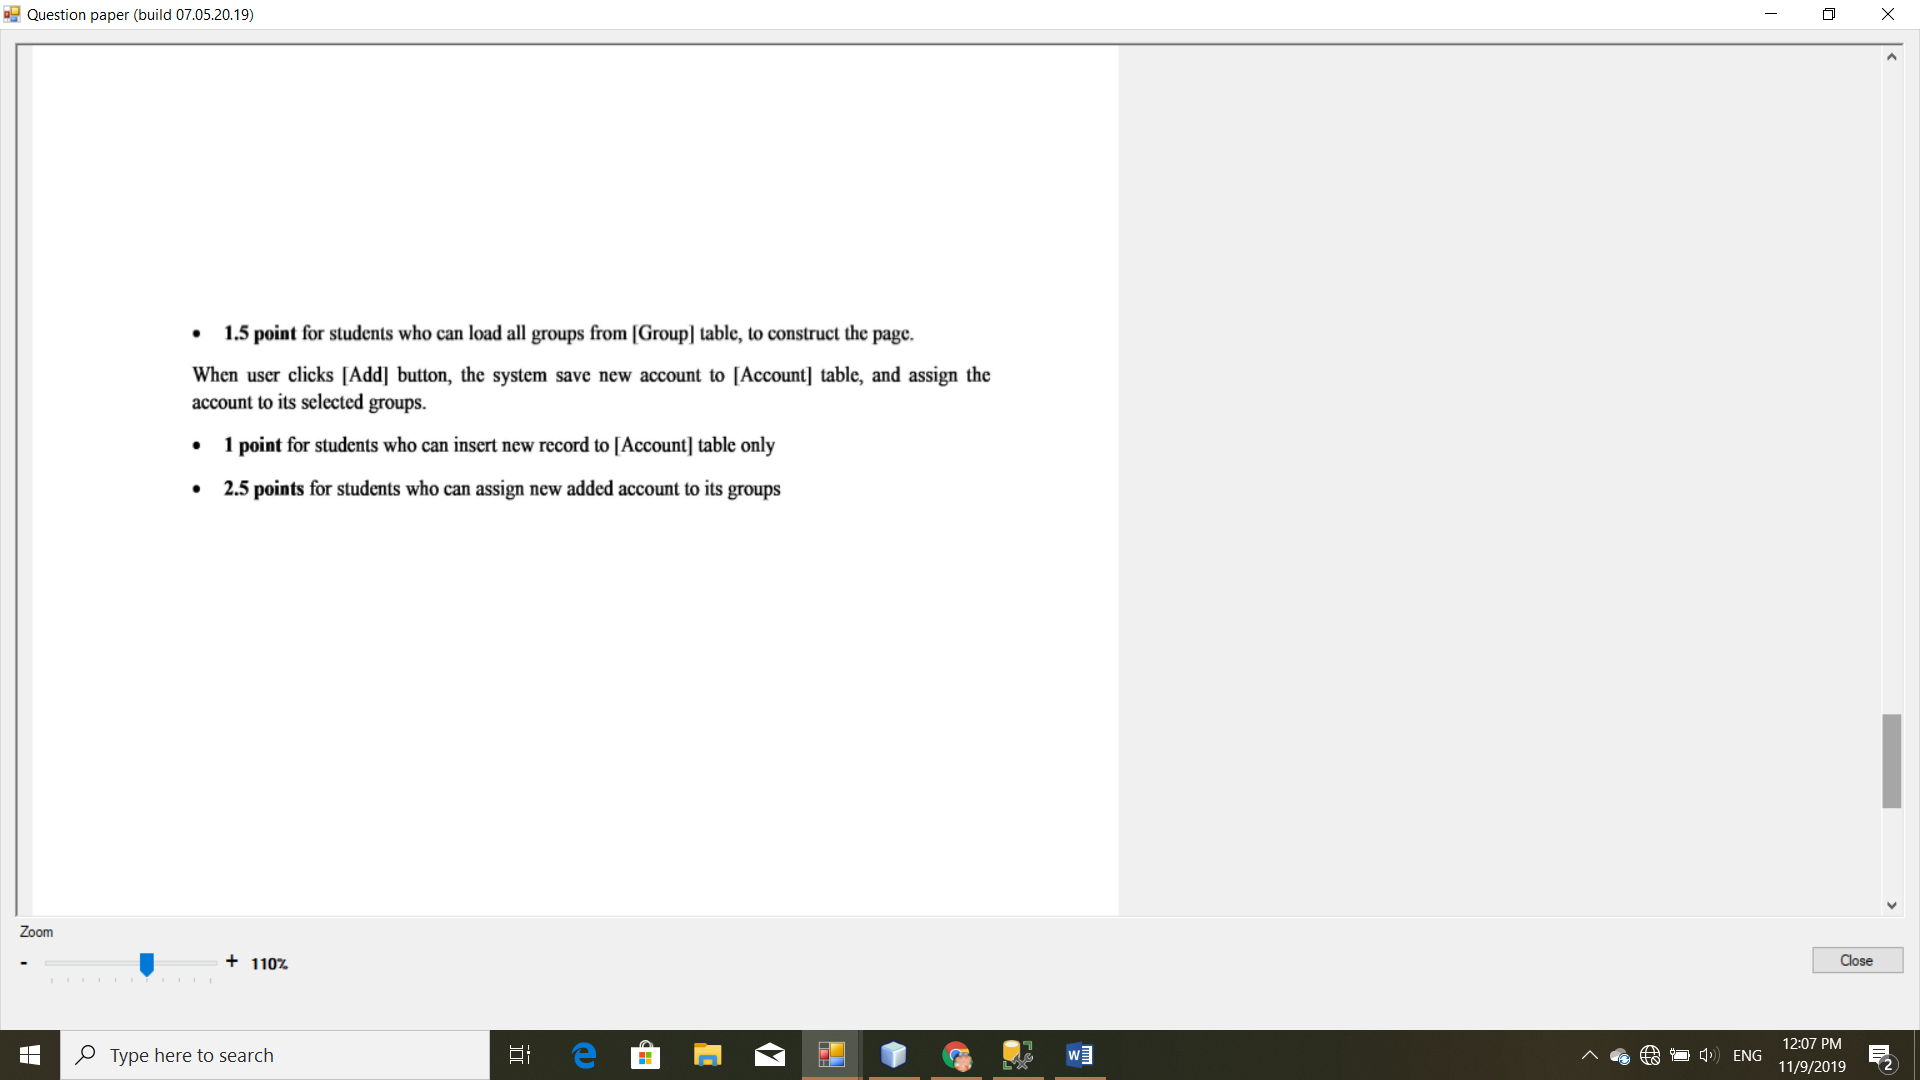 Question paper (build 07.05.20.19)
• 1.5 point for students who can load all groups from [Group] table, to construct the page.
When user clicks [Add] button, the system save new account to [Account] table, and assign the
account to its selected groups.
• 1 point for students who can insert new record to [Account] table only
• 2.5 points for students who can assign new added account to its groups
Zoom
- + 110%
Close
Type here to search
ENG
12:07 PM
11/9/2019
2